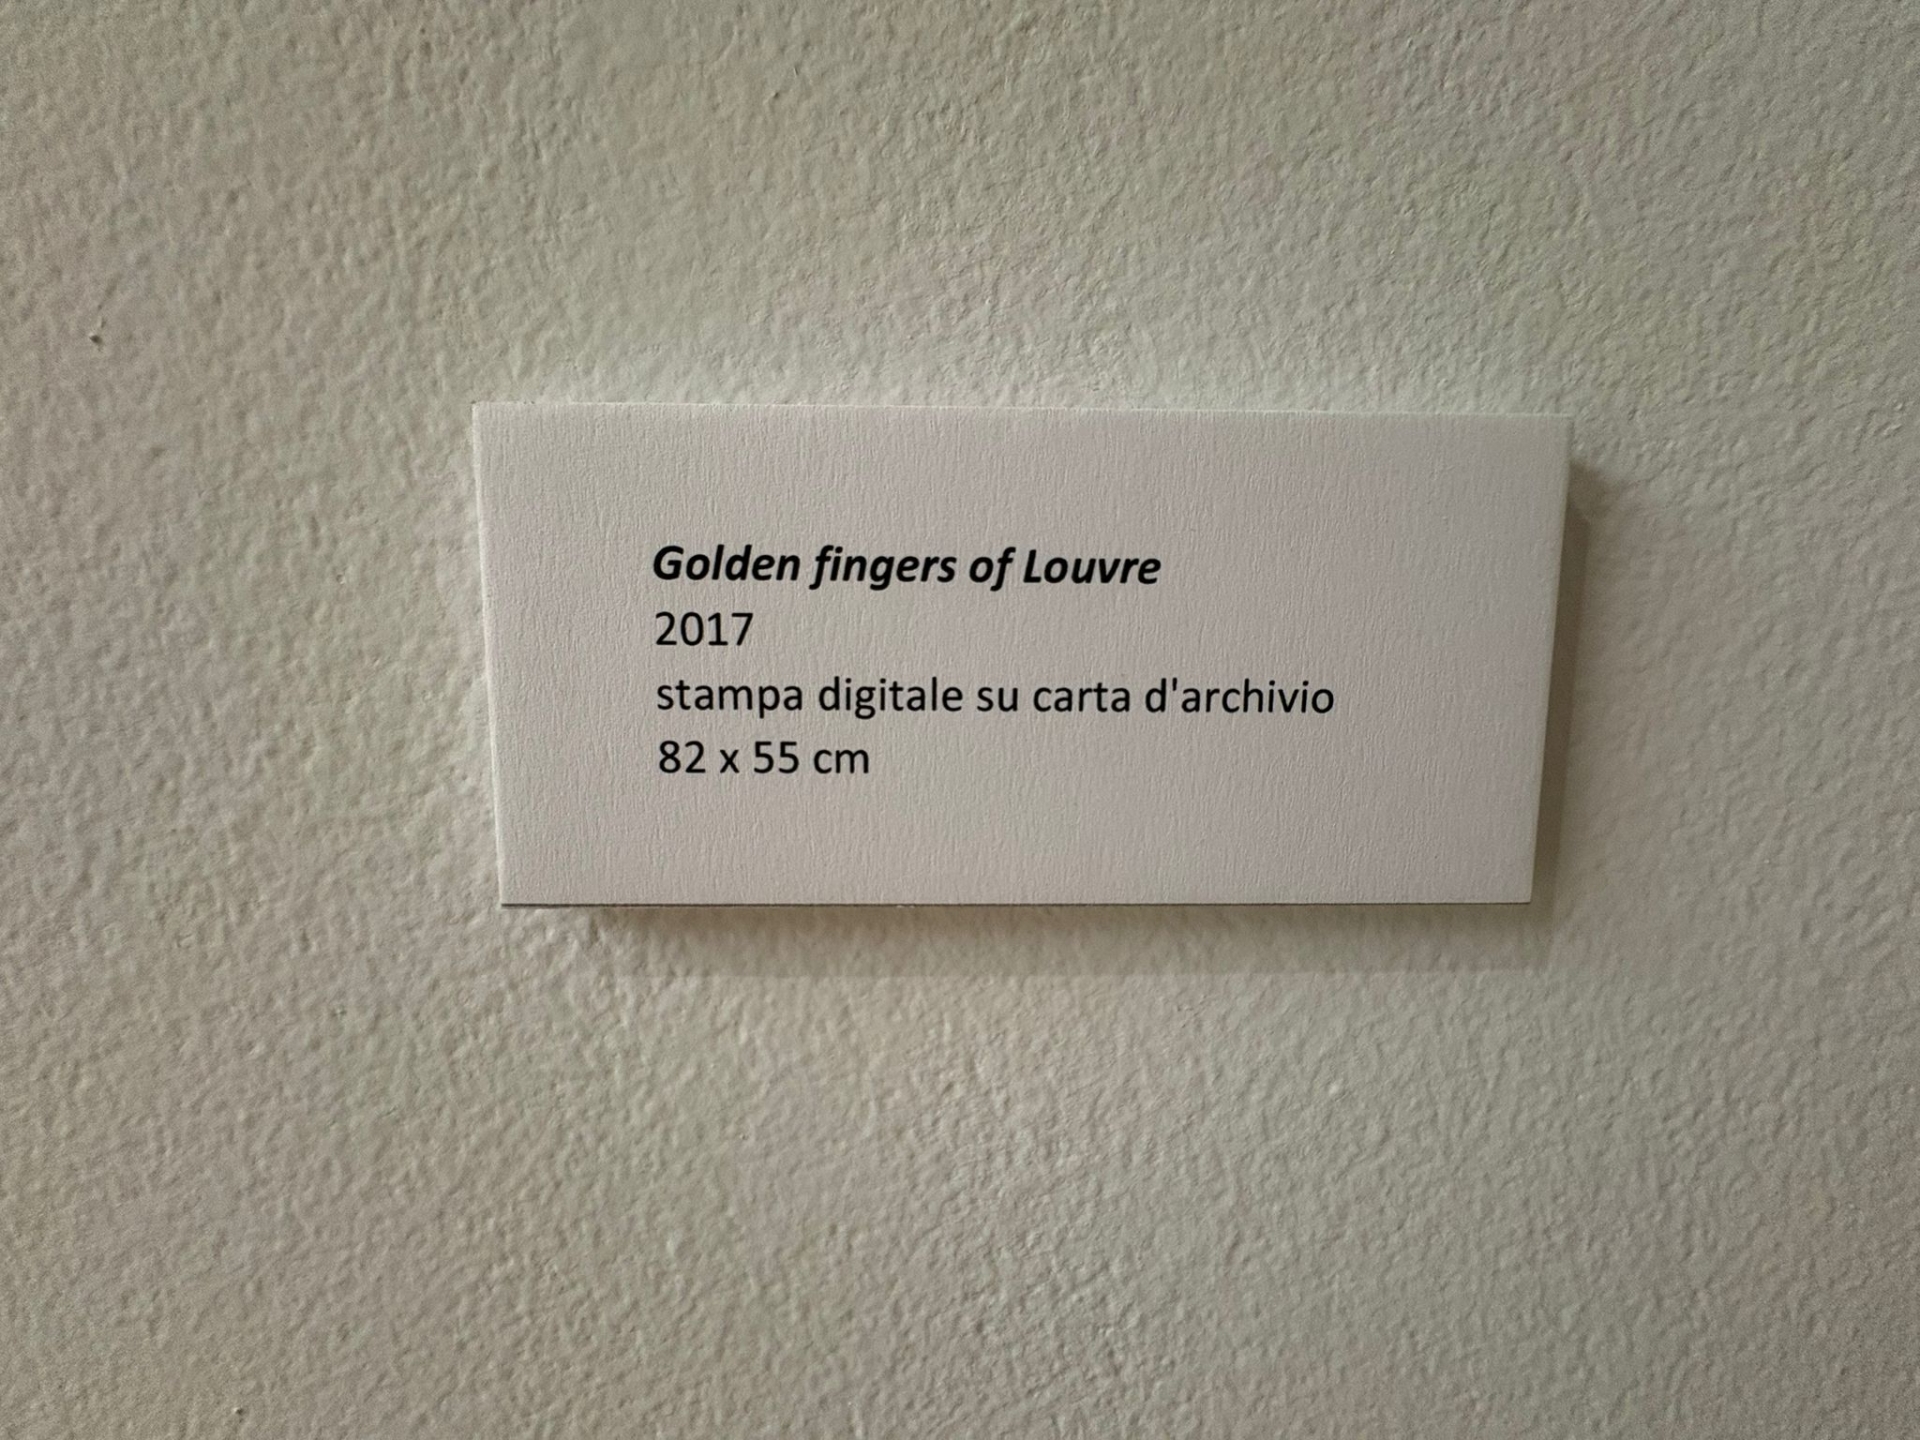 Golden fingers of Louvre
2017
stampa digitale su carta d'archivio
82 x 55 cm